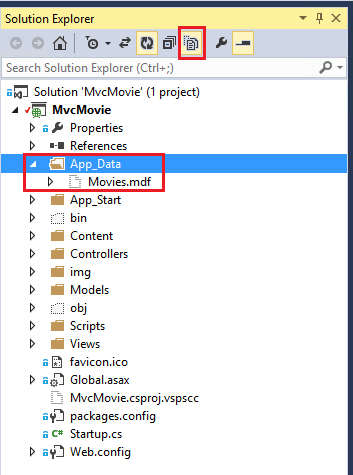 Solution Explorer
Search Solution Explorer (Ctrl+;)
Solution 'MvcMovie' (1 project)
MvcMovie
Properties
References
App_Data
Movies.mdf
App_Start
bin
Content
Controllers
img
Models
obj
Scripts
Views
favicon.ico
Global.asax
MvcMovie.csproj.vspscc
packages.config
Startup.cs
Web.config